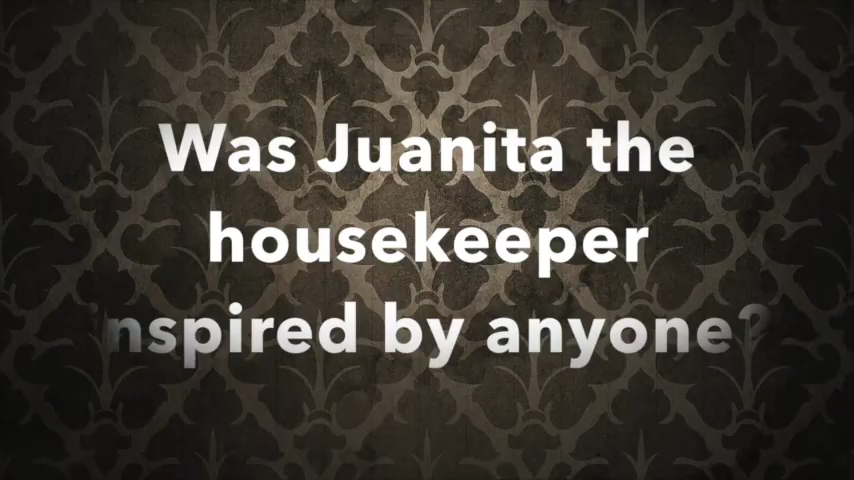 Was Juanita the
housekeeper
inspired by anyone?